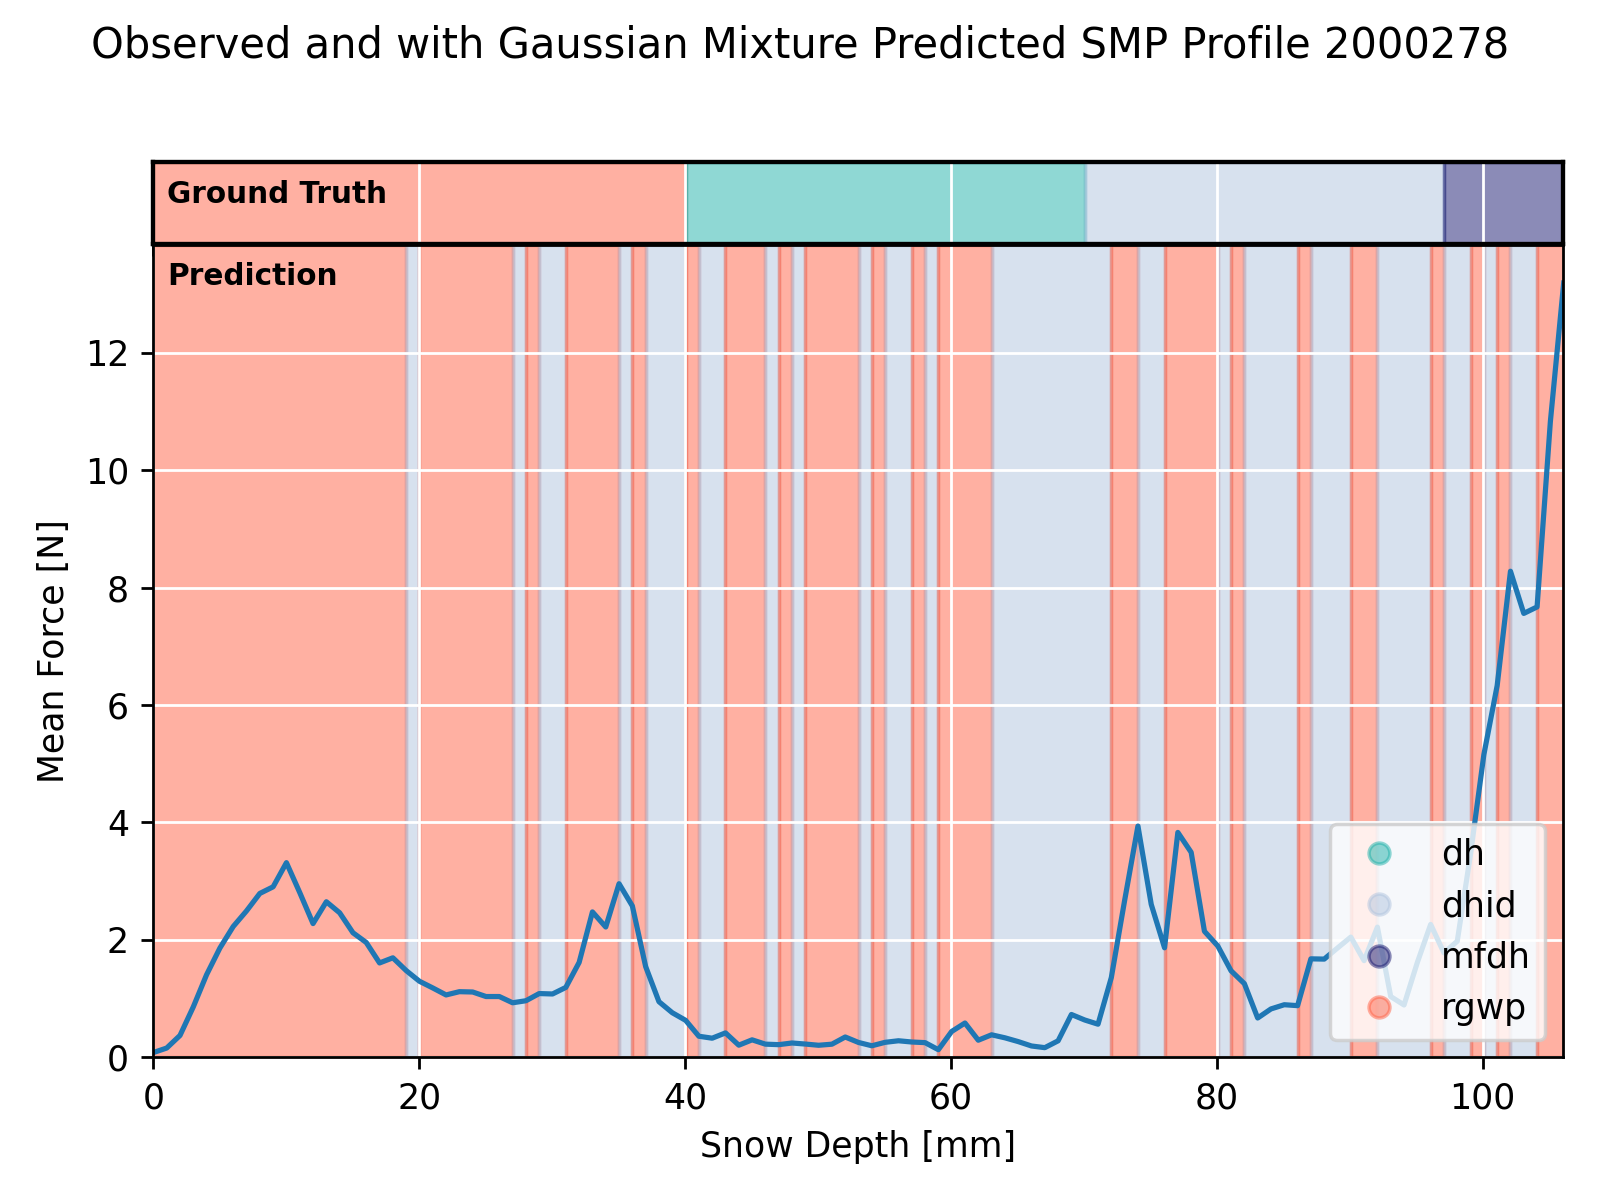 Observed and with Gaussian Mixture Predicted SMP Profile 2000278
Ground Truth
Prediction
12
10
8
6
4
2
0
Mean Force [N]
dh
dhid
mfdh
rgwp
0 20 40 60 80 100
Snow Depth [mm]